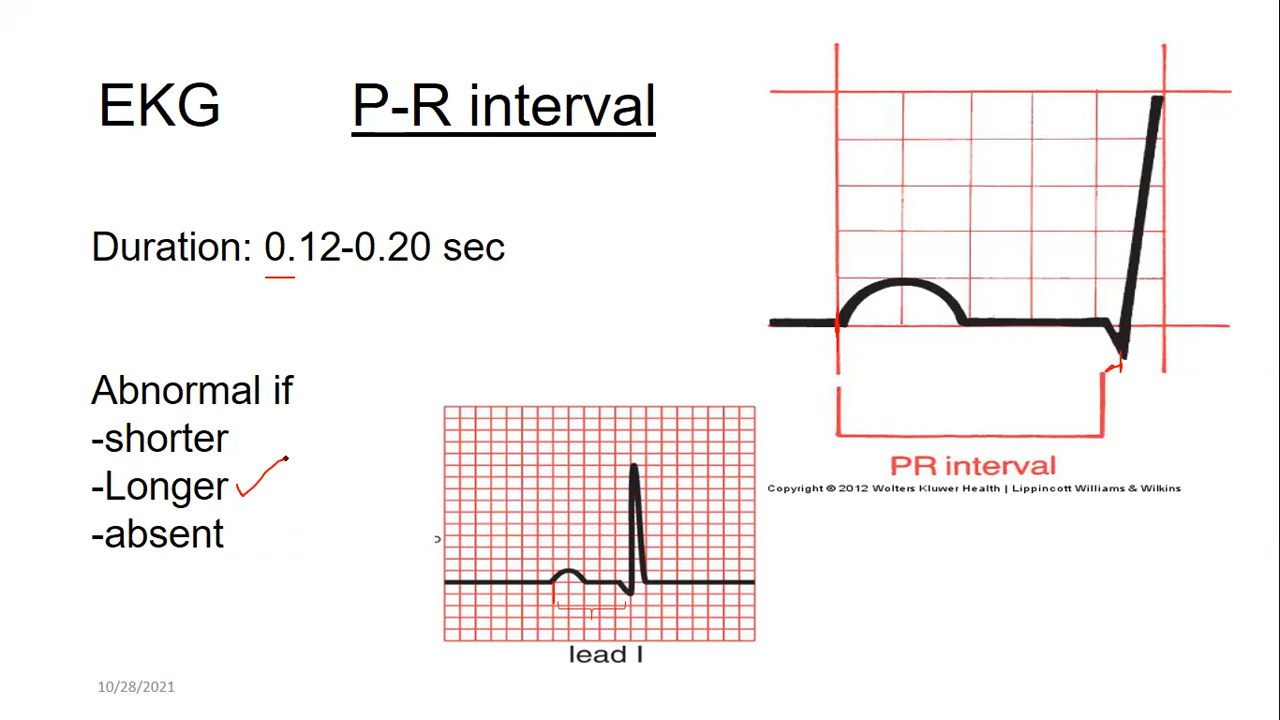 EKG P-R interval
Duration: 0.12-0.20 sec
Abnormal if
-shorter
-Longer
-absent
PR interval
Copyright © 2012 Wolters Kluwer Health | Lippincott Williams & Wilkins
lead I
10/28/2021